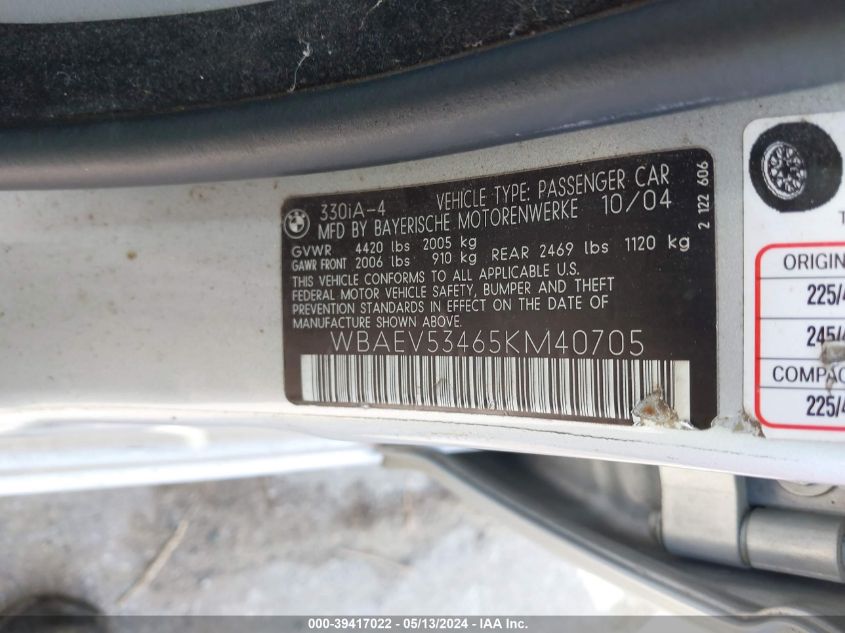 330iA-4 VEHICLE TYPE: PASSENGER CAR
MFD BY BAYERISCHE MOTORENWERKE 10/04
GVWR 4420 lbs 2005 kg
GAWR FRONT 2006 lbs 910 kg REAR 2469 lbs 1120 kg
THIS VEHICLE CONFORMS TO ALL APPLICABLE U.S.
FEDERAL MOTOR VEHICLE SAFETY, BUMPER AND THEFT
PREVENTION STANDARDS IN EFFECT ON THE DATE OF
MANUFACTURE SHOWN ABOVE.
WBAEV53465KM40705
2 122 606
T
ORIGIN
225/4
245/4
COMPAC
225/4
000-39417022 - 05/13/2024 - IAA Inc.